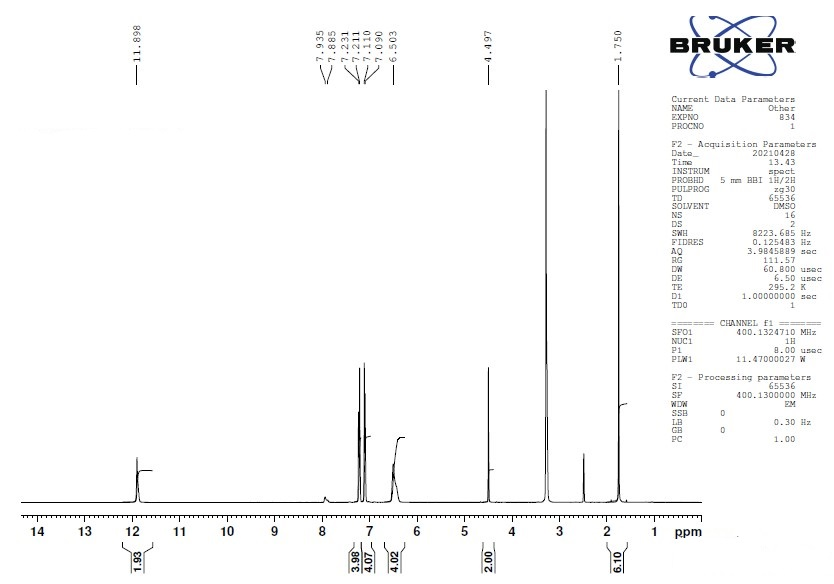 11.898
7.935
7.885
7.231
7.211
7.110
7.090
6.503
4.497
1.750
BRUKER
Current Data Parameters
NAME Other
EXPNO 834
PROCNO 1
F2 - Acquisition Parameters
Date_ 20210428
Time 13.43
INSTRUM spect
PROBHD 5 mm BBI 1H/2H
PULPROG zg30
TD 65536
SOLVENT DMSO
NS 16
DS 2
SWH 8223.685 Hz
FIDRES 0.125483 Hz
AQ 3.9845889 sec
RG 111.57
DW 60.800 usec
DE 6.50 usec
TE 295.2 K
D1 1.00000000 sec
TD0 1
======== CHANNEL f1 ========
SFO1 400.1324710 MHz
NUC1 1H
P1 8.00 usec
PLW1 11.47000027 W
F2 - Processing parameters
SI 65536
SF 400.1300000 MHz
WDW EM
SSB 0
LB 0.30 Hz
GB 0
PC 1.00
14 13 12 11 10 9 8 7 6 5 4 3 2 1 ppm
1.93
3.98
4.07
4.02
2.00
6.10